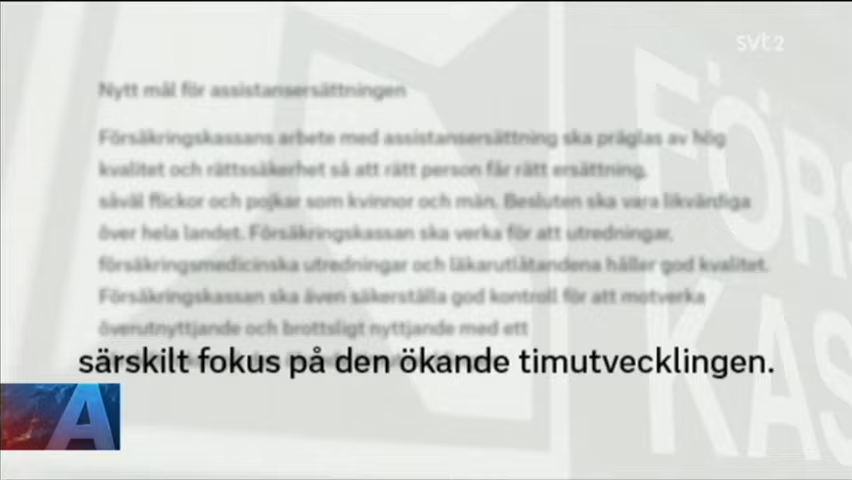 svt2
Nytt mål för assistansersättningen
Försäkringskassans arbete med assistansersättning ska präglas av hög
kvalitet och rättssäkerhet så att rätt person får rätt ersättning,
såväl flickor och pojkar som kvinnor och män. Besluten ska vara likvärdiga
över hela landet. Försäkringskassan ska verka för att utredningar,
försäkringsmedicinska utredningar och läkarutlåtandena håller god kvalitet.
Försäkringskassan ska även säkerställa god kontroll för att motverka
överutnyttjande och brottsligt nyttjande med ett
särskilt fokus på den ökande timutvecklingen.
A
FÖRS
KAS